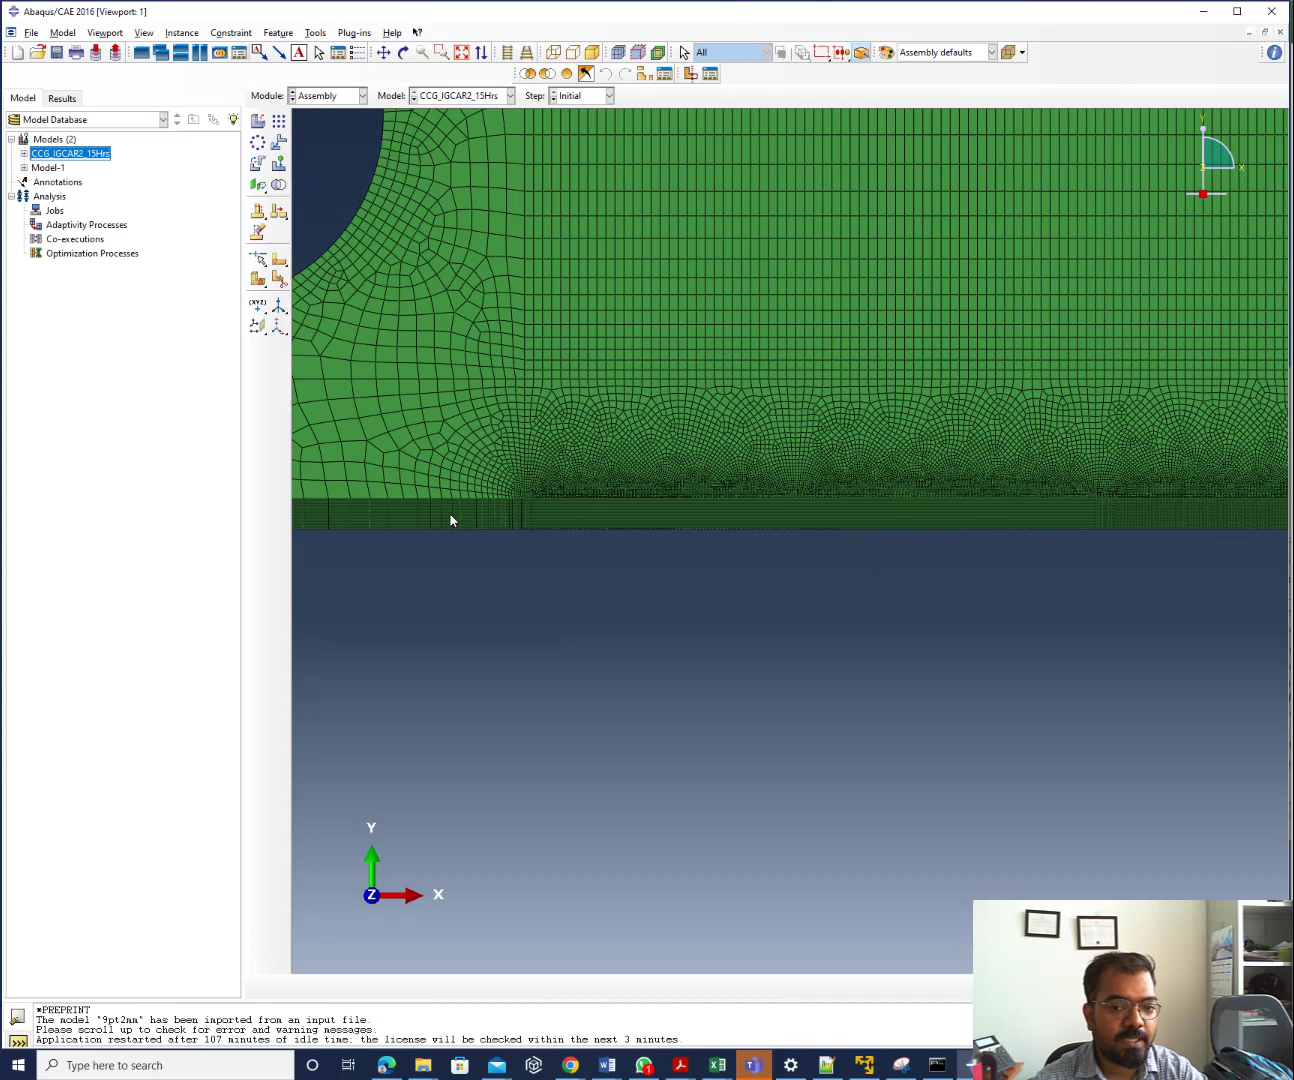 Abaqus/CAE 2016 [Viewport: 1]
File Model Viewport View Instance Constraint Feature Tools Plug-ins Help
All
Assembly defaults
Model Results
Module: Assembly Model: CCG_IGCAR2_15Hrs Step: Initial
Model Database
Models (2)
CCG_IGCAR2_15Hrs
Model-1
Annotations
Analysis
Jobs
Adaptivity Processes
Co-executions
Optimization Processes
(XYZ)
Y
X
Z
Y
Z
X
*PREPRINT
The model "9pt2mm" has been imported from an input file.
Please scroll up to check for error and warning messages.
Application restarted after 107 minutes of idle time; the license will be checked within the next 3 minutes.
>>>
Type here to search